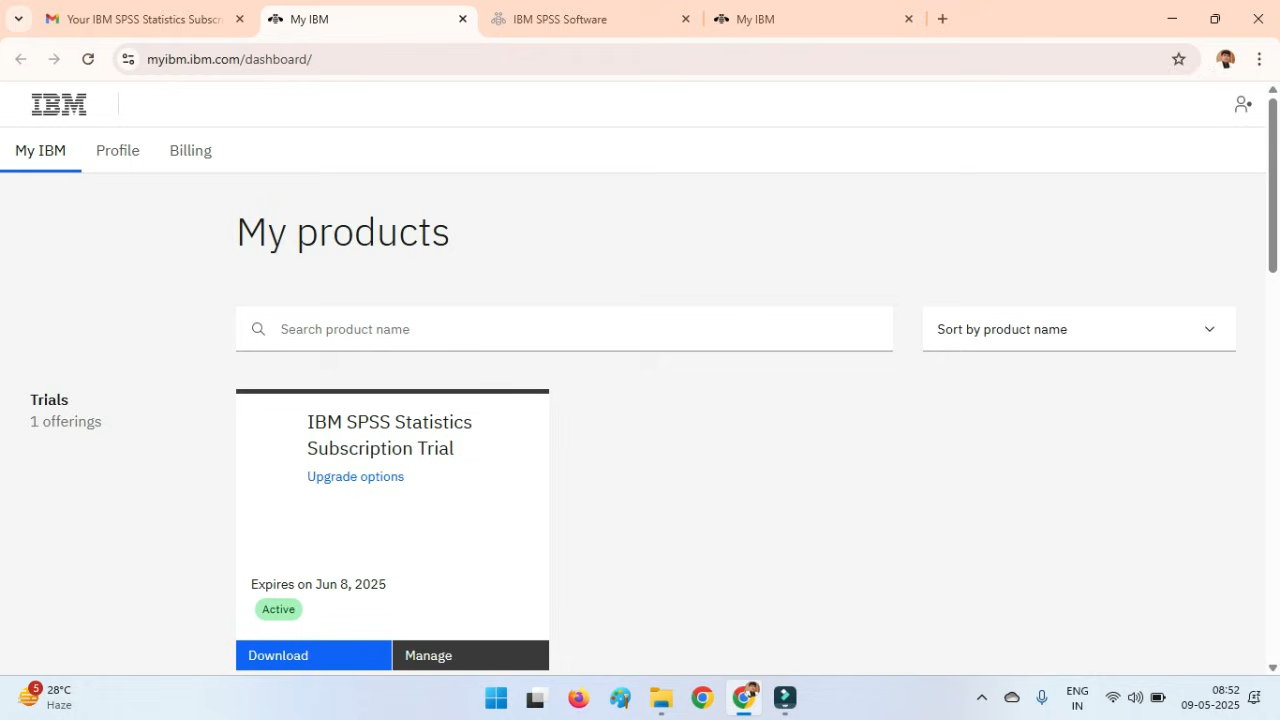 Your IBM SPSS Statistics Subscr
My IBM
IBM SPSS Software
My IBM
myibm.ibm.com/dashboard/
IBM
My IBM
Profile
Billing
My products
Search product name
Sort by product name
Trials
1 offerings
IBM SPSS Statistics
Subscription Trial
Upgrade options
Expires on Jun 8, 2025
Active
Download
Manage
5
28°C
Haze
ENG
IN
08:52
09-05-2025